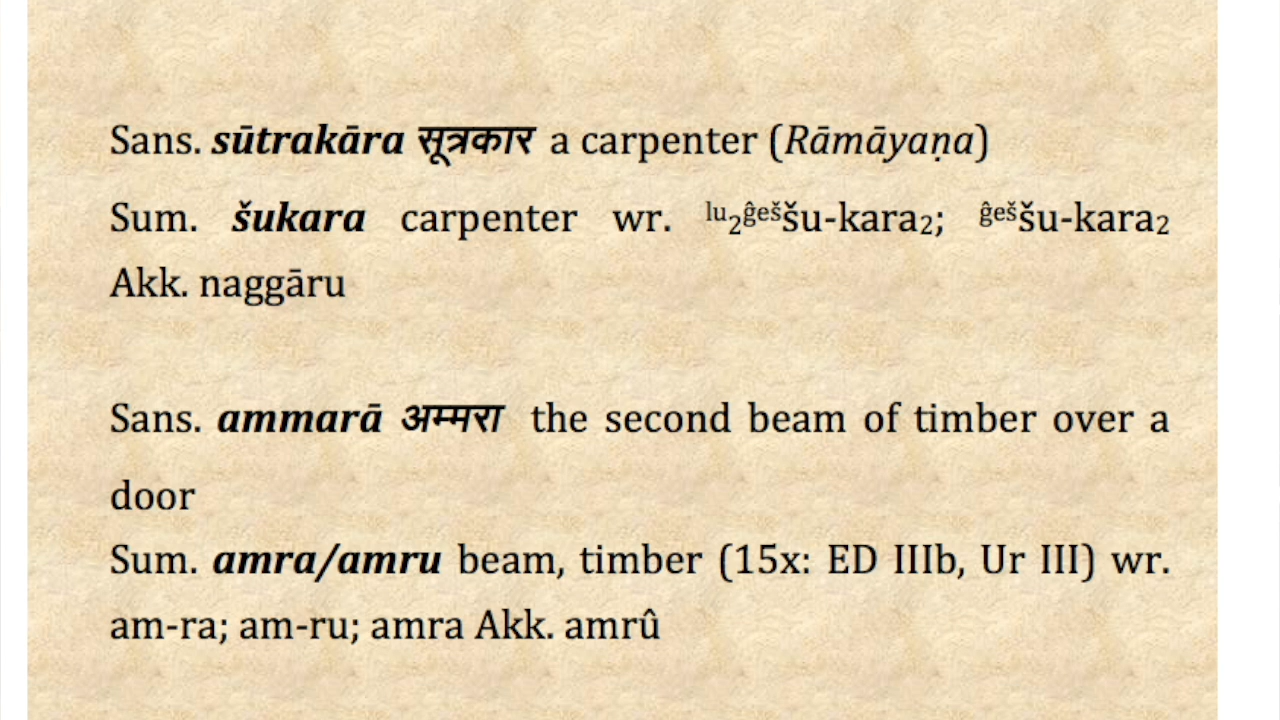 Sans. sūtrakāra सूत्रकार a carpenter (Rāmāyaṇa)
Sum. šukara carpenter wr. lu₂ĝeššu-kara₂; ĝeššu-kara₂
Akk. naggāru
Sans. ammarā अम्मरा the second beam of timber over a
door
Sum. amra/amru beam, timber (15x: ED IIIb, Ur III) wr.
am-ra; am-ru; amra Akk. amrû